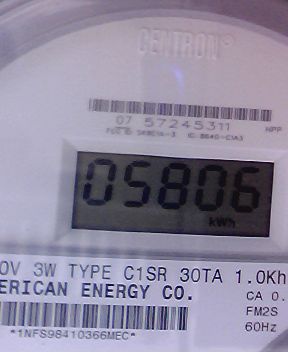 CENTRON®
07 57245311 NPP
05806
kWh
0V 3W TYPE C1SR 30TA 1.0Kh
ERICAN ENERGY CO.
CA 0.
FM2S
60Hz
*1NFS98410366MEC*